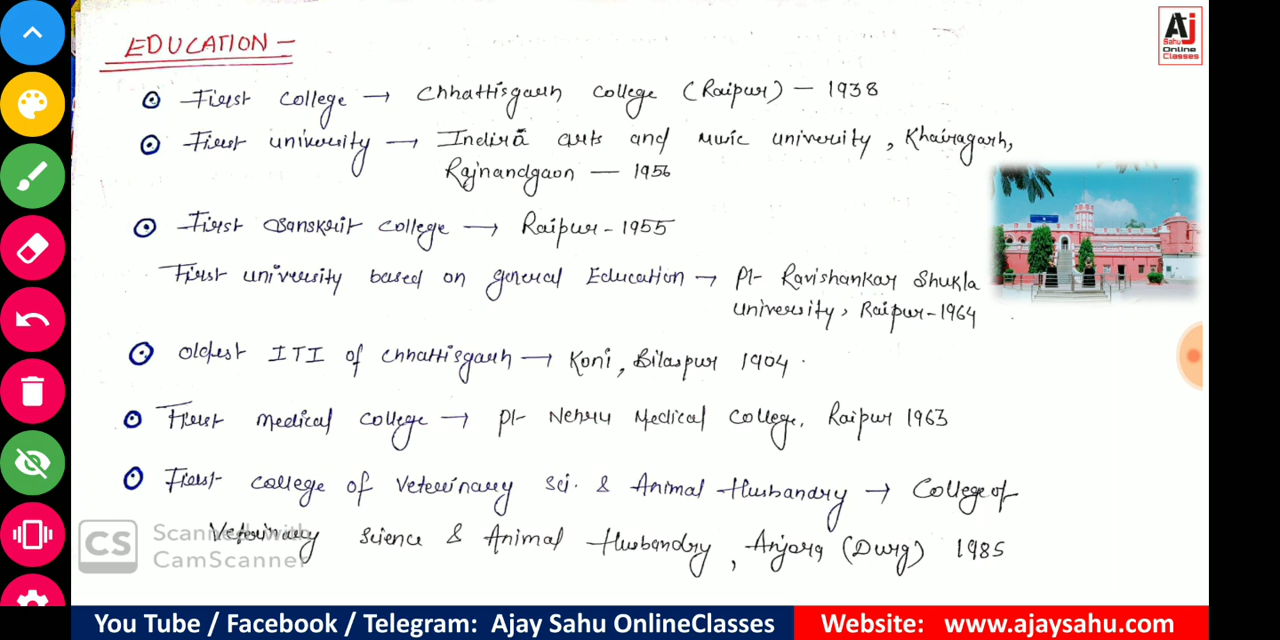 EDUCATION -
Aj
Sahu
Online
Classes
First college → Chhattisgarh college (Raipur) - 1938
First university → Indira arts and music university, Khairagarh,
Rajnandgaon - 1956
First Sanskrit college → Raipur - 1955
First university based on general Education → Pt Ravishankar Shukla
university, Raipur - 1964
Oldest ITI of Chhattisgarh → Koni, Bilaspur 1904
First medical college → Pt Nehru Medical College, Raipur 1963
First college of Veterinary Sci. & Animal Husbandry → College of
Veterinary science & Animal Husbandry, Anjora (Durg) 1985
CS Scanned with
CamScanner
You Tube / Facebook / Telegram: Ajay Sahu OnlineClasses
Website: www.ajaysahu.com